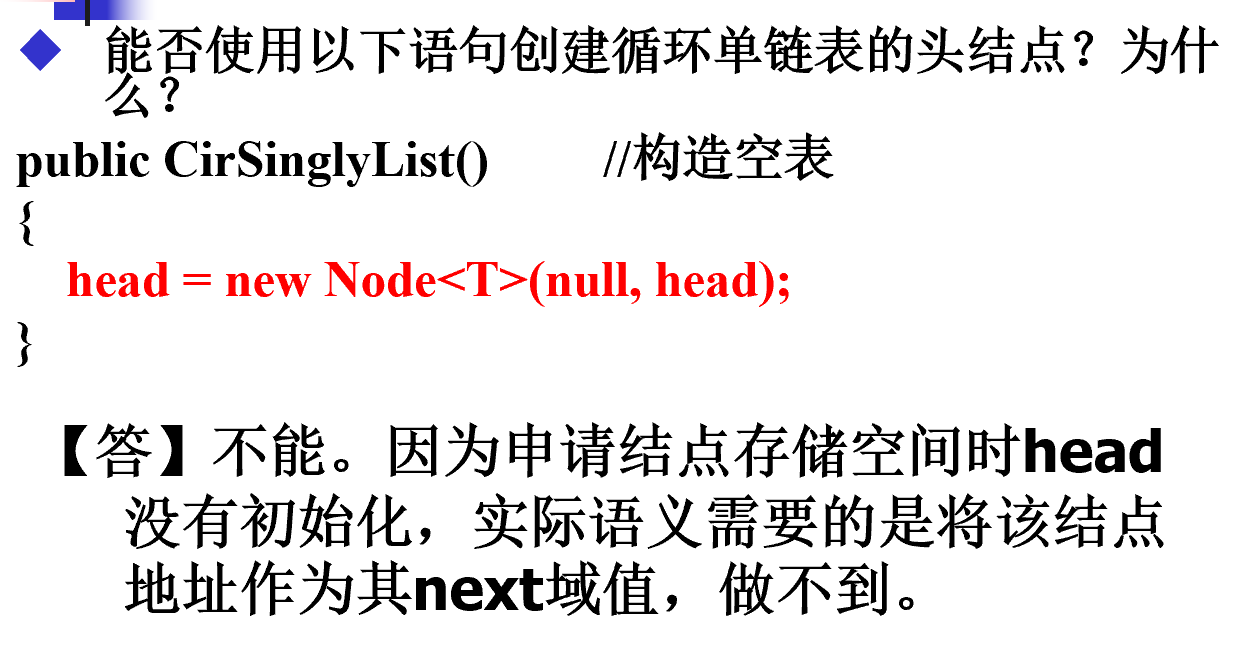 能否使用以下语句创建循环单链表的头结点？为什
么？
public CirSinglyList() //构造空表
{
head = new Node<T>(null, head);
}
【答】不能。因为申请结点存储空间时head
没有初始化，实际语义需要的是将该结点
地址作为其next域值，做不到。